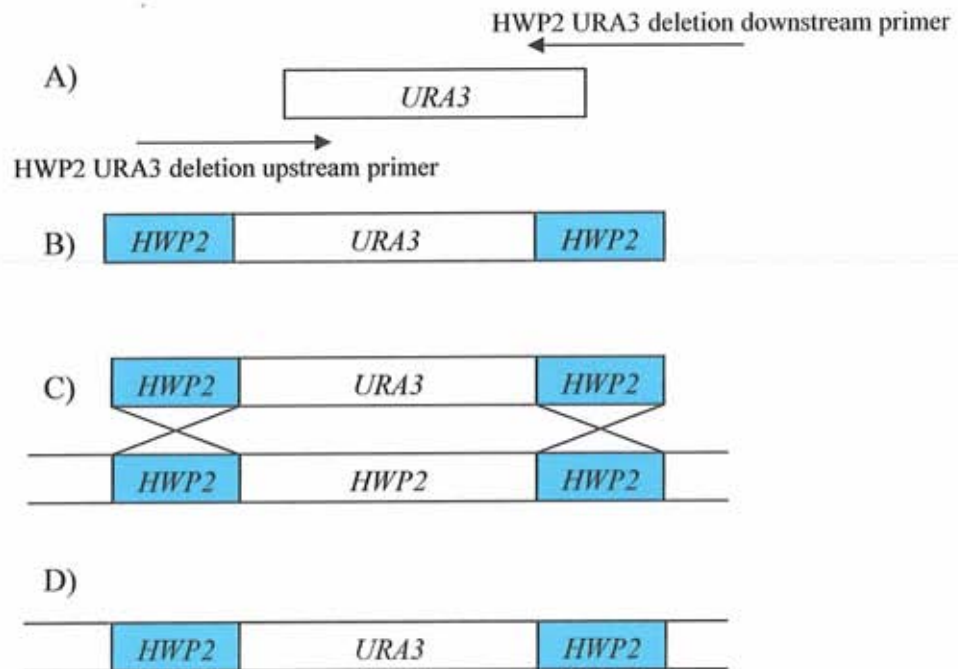 HWP2 URA3 deletion downstream primer
A)
URA3
HWP2 URA3 deletion upstream primer
B) HWP2 URA3 HWP2
C) HWP2 URA3 HWP2
HWP2 HWP2 HWP2
D)
HWP2 URA3 HWP2